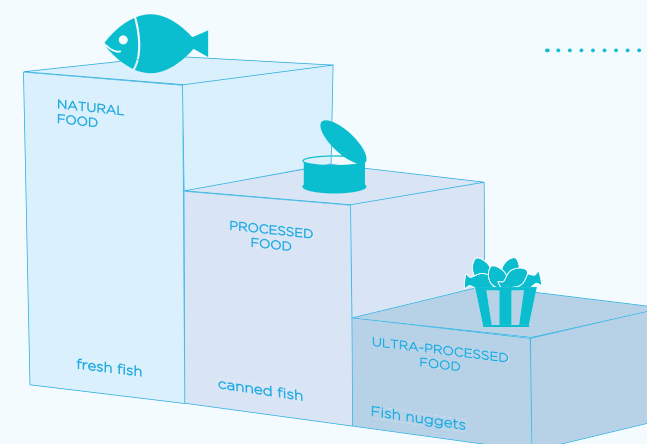 NATURAL
FOOD
fresh fish
PROCESSED
FOOD
canned fish
ULTRA-PROCESSED
FOOD
Fish nuggets